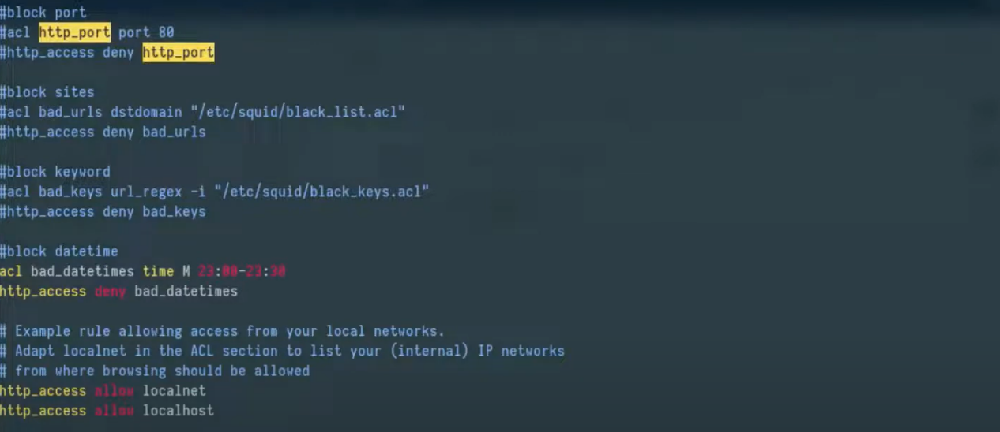 #block port
#acl http_port port 80
#http_access deny http_port
#block sites
#acl bad_urls dstdomain "/etc/squid/black_list.acl"
#http_access deny bad_urls
#block keyword
#acl bad_keys url_regex -i "/etc/squid/black_keys.acl"
#http_access deny bad_keys
#block datetime
acl bad_datetimes time M 23:00-23:30
http_access deny bad_datetimes
# Example rule allowing access from your local networks.
# Adapt localnet in the ACL section to list your (internal) IP networks
# from where browsing should be allowed
http_access allow localnet
http_access allow localhost